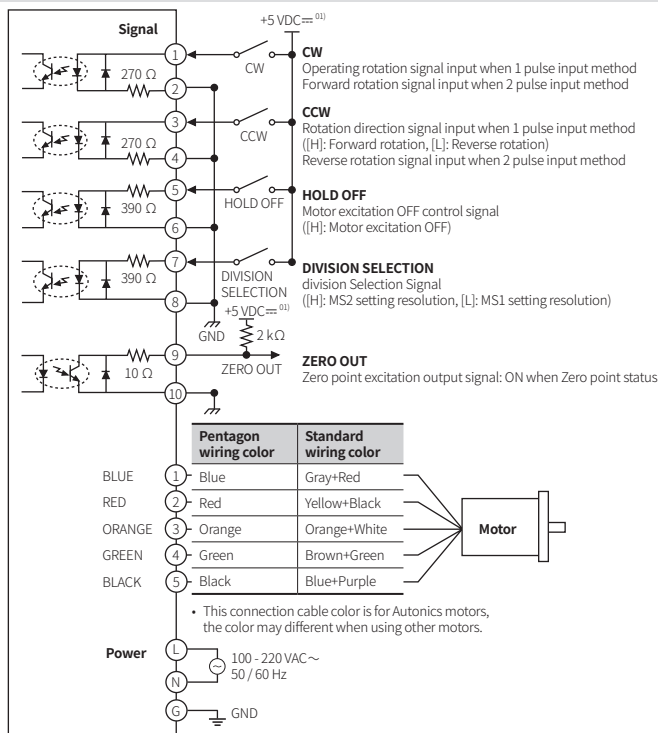 Signal
+5 VDC⎓ 01)
1
CW
CW
Operating rotation signal input when 1 pulse input method
Forward rotation signal input when 2 pulse input method
270 Ω
2
3
CCW
CCW
Rotation direction signal input when 1 pulse input method
([H]: Forward rotation, [L]: Reverse rotation)
Reverse rotation signal input when 2 pulse input method
270 Ω
4
5
HOLD OFF
HOLD OFF
Motor excitation OFF control signal
([H]: Motor excitation OFF)
390 Ω
6
7
DIVISION
SELECTION
DIVISION SELECTION
division Selection Signal
([H]: MS2 setting resolution, [L]: MS1 setting resolution)
390 Ω
8
GND
+5 VDC⎓ 01)
2 kΩ
9
ZERO OUT
ZERO OUT
Zero point excitation output signal: ON when Zero point status
10 Ω
10
Pentagon wiring color Standard wiring color
BLUE 1 Blue Gray+Red
RED 2 Red Yellow+Black
ORANGE 3 Orange Orange+White
GREEN 4 Green Brown+Green
BLACK 5 Black Blue+Purple
Motor
• This connection cable color is for Autonics motors,
the color may different when using other motors.
Power
L
N
100 - 220 VAC～
50 / 60 Hz
G
GND